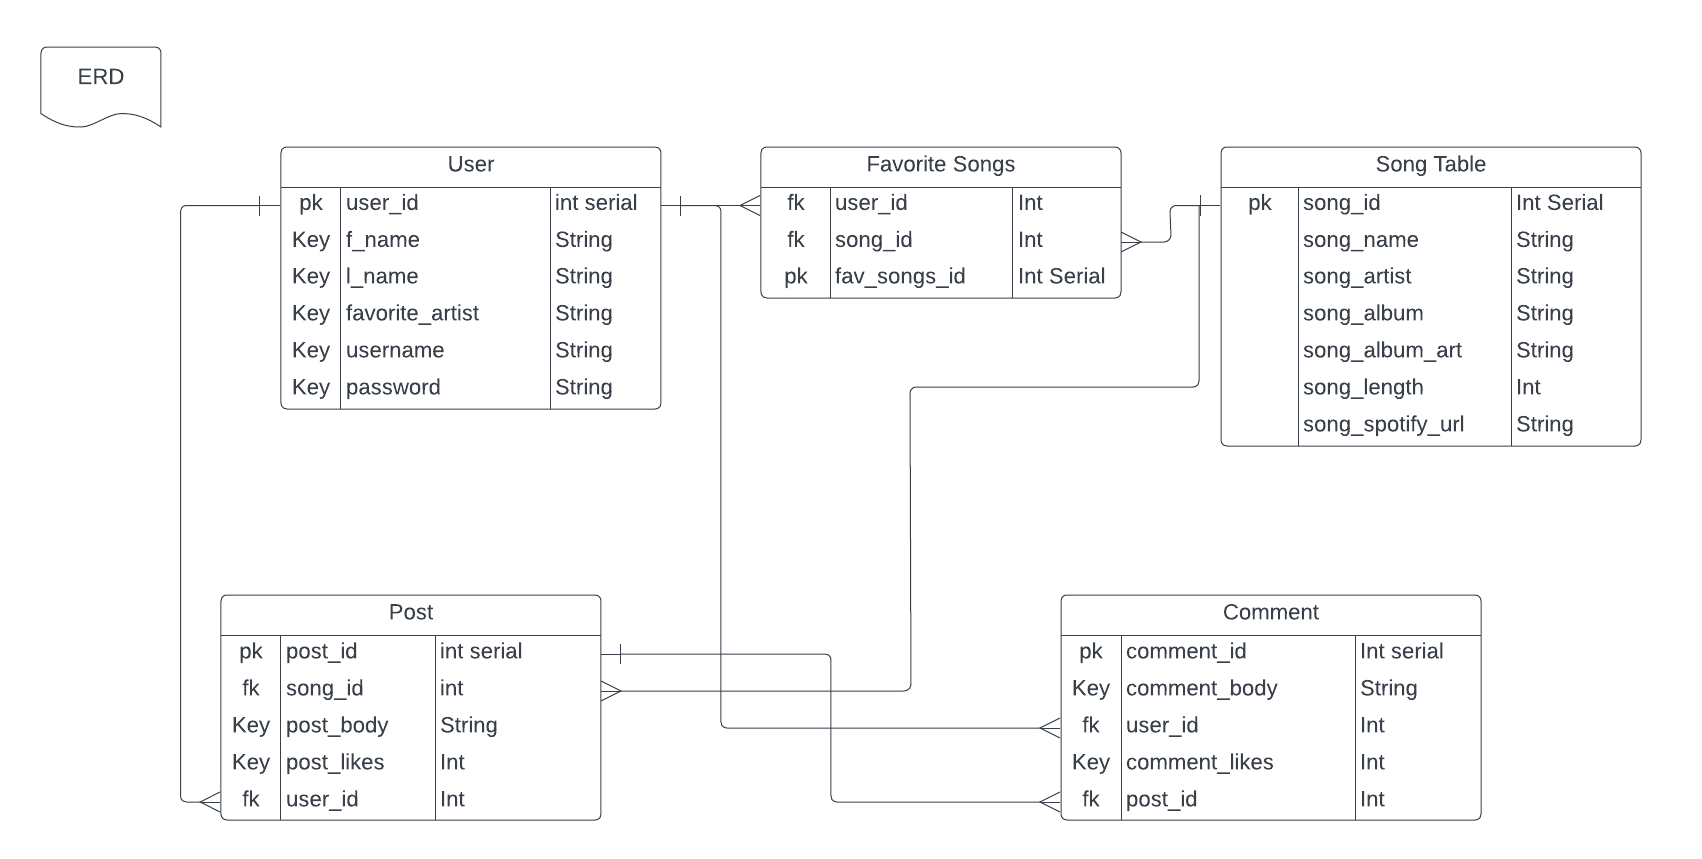 ERD
User
pk user_id int serial
Key f_name String
Key l_name String
Key favorite_artist String
Key username String
Key password String
Favorite Songs
fk user_id Int
fk song_id Int
pk fav_songs_id Int Serial
Song Table
pk song_id Int Serial
song_name String
song_artist String
song_album String
song_album_art String
song_length Int
song_spotify_url String
Post
pk post_id int serial
fk song_id int
Key post_body String
Key post_likes Int
fk user_id Int
Comment
pk comment_id Int serial
Key comment_body String
fk user_id Int
Key comment_likes Int
fk post_id Int